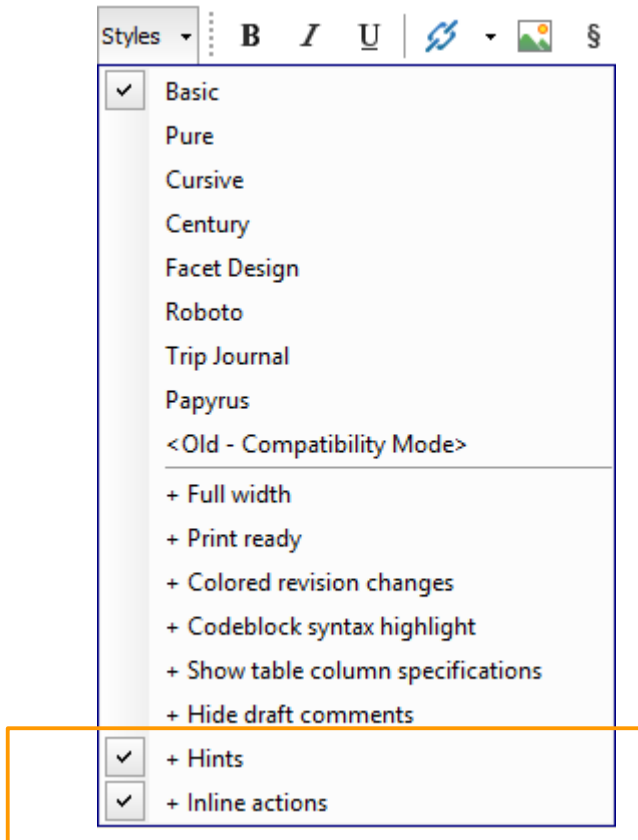 Styles B I U §
Basic
Pure
Cursive
Century
Facet Design
Roboto
Trip Journal
Papyrus
<Old - Compatibility Mode>
+ Full width
+ Print ready
+ Colored revision changes
+ Codeblock syntax highlight
+ Show table column specifications
+ Hide draft comments
+ Hints
+ Inline actions